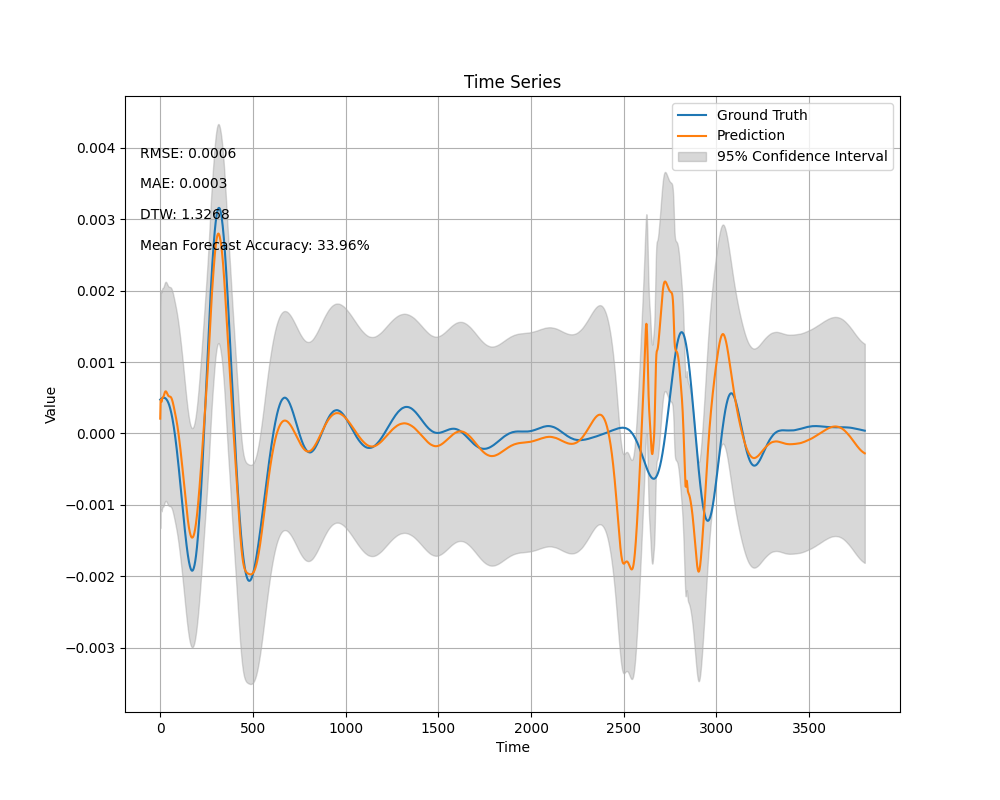 Time Series
Ground Truth
Prediction
95% Confidence Interval
RMSE: 0.0006
MAE: 0.0003
DTW: 1.3268
Mean Forecast Accuracy: 33.96%
0.004
0.003
0.002
0.001
0.000
−0.001
−0.002
−0.003
Value
0 500 1000 1500 2000 2500 3000 3500
Time